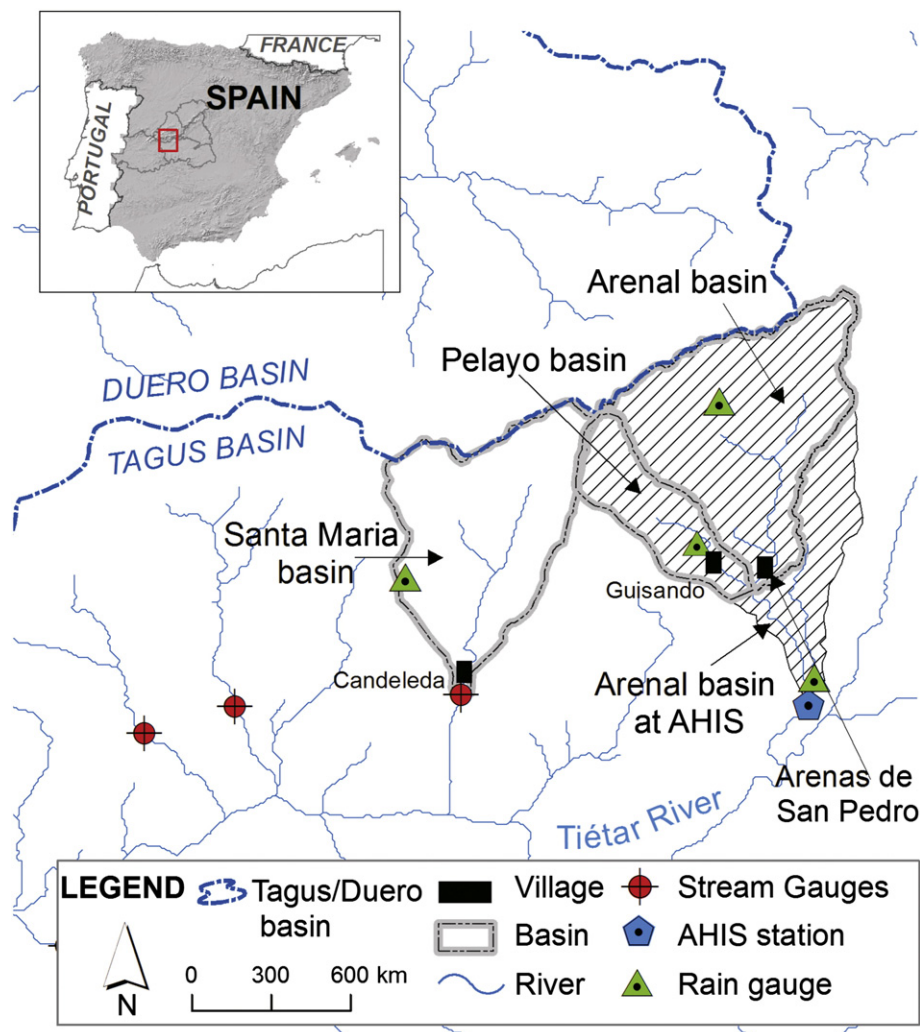 FRANCE
SPAIN
PORTUGAL
Arenal basin
Pelayo basin
DUERO BASIN
TAGUS BASIN
Santa Maria
basin
Guisando
Candeleda
Arenal basin
at AHIS
Arenas de
San Pedro
Tiétar River
LEGEND
Tagus/Duero
basin
Village
Stream Gauges
Basin
AHIS station
River
Rain gauge
N
0 300 600 km